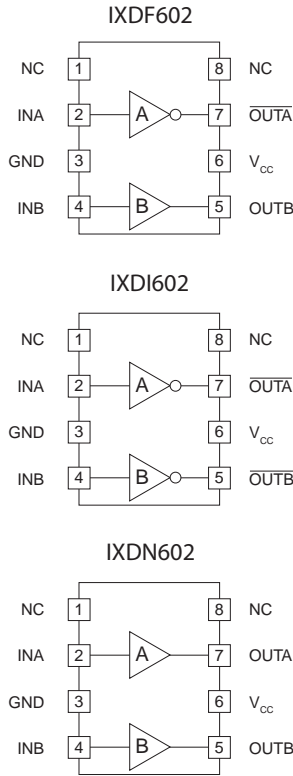 IXDF602
NC 1 8 NC
INA 2 A 7 OUTA
GND 3 6 VCC
INB 4 B 5 OUTB
IXDI602
NC 1 8 NC
INA 2 A 7 OUTA
GND 3 6 VCC
INB 4 B 5 OUTB
IXDN602
NC 1 8 NC
INA 2 A 7 OUTA
GND 3 6 VCC
INB 4 B 5 OUTB